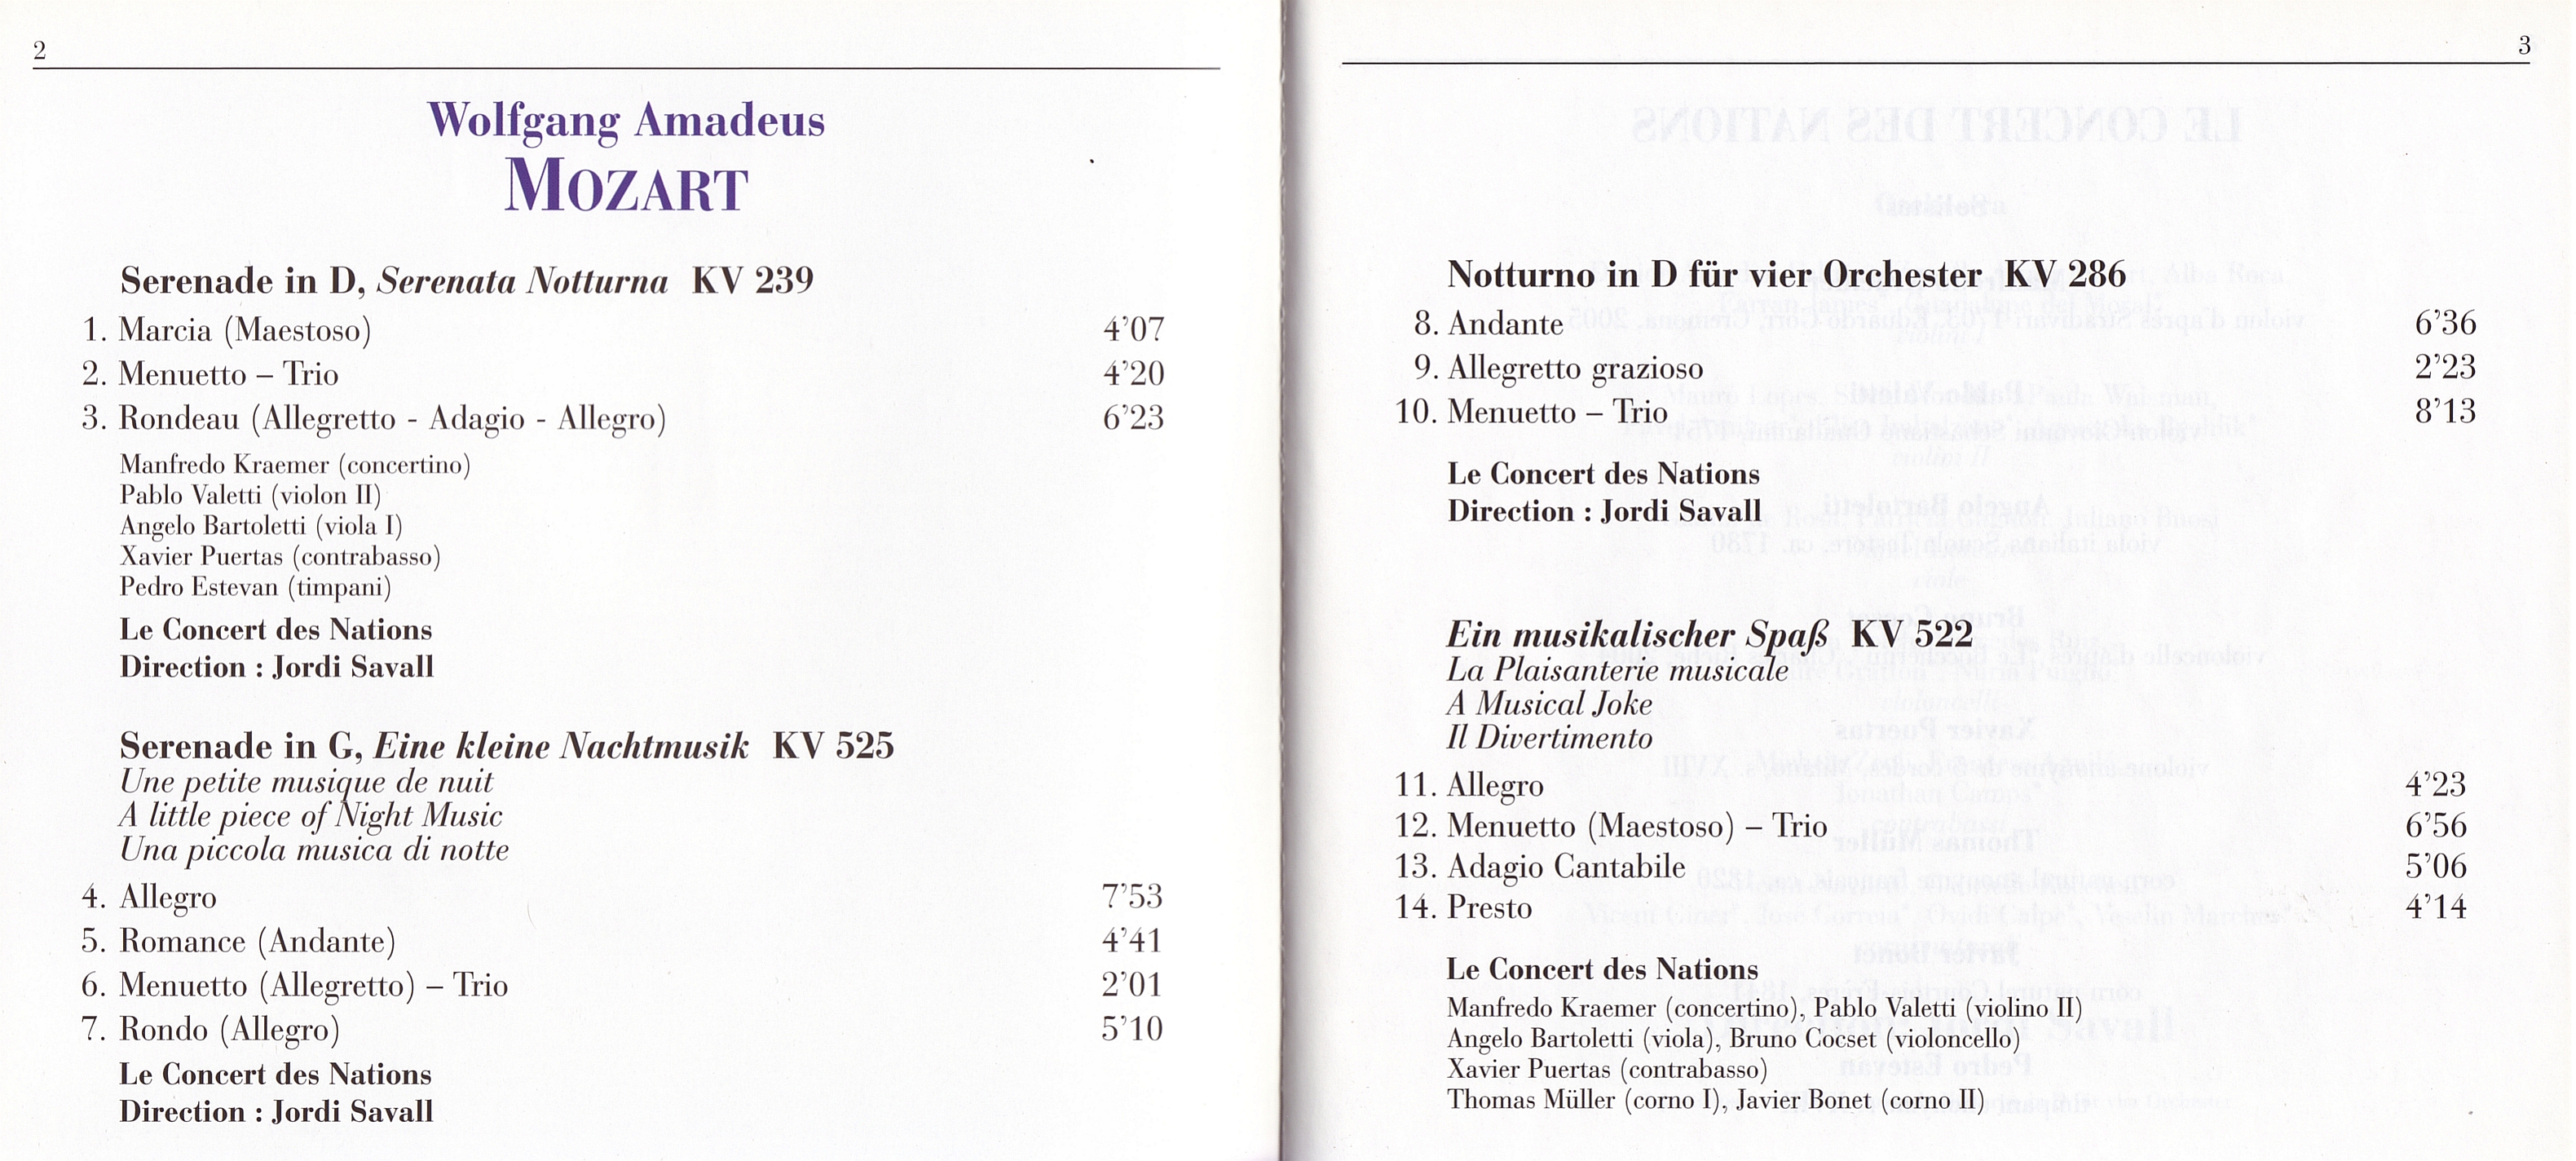 2
Wolfgang Amadeus
MOZART
Serenade in D, Serenata Notturna KV 239
1. Marcia (Maestoso) 4’07
2. Menuetto – Trio 4’20
3. Rondeau (Allegretto - Adagio - Allegro) 6’23
Manfredo Kraemer (concertino)
Pablo Valetti (violon II)
Angelo Bartoletti (viola I)
Xavier Puertas (contrabasso)
Pedro Estevan (timpani)
Le Concert des Nations
Direction : Jordi Savall
Serenade in G, Eine kleine Nachtmusik KV 525
Une petite musique de nuit
A little piece of Night Music
Una piccola musica di notte
4. Allegro 7’53
5. Romance (Andante) 4’41
6. Menuetto (Allegretto) – Trio 2’01
7. Rondo (Allegro) 5’10
Le Concert des Nations
Direction : Jordi Savall
3
Notturno in D für vier Orchester KV 286
8. Andante 6’36
9. Allegretto grazioso 2’23
10. Menuetto – Trio 8’13
Le Concert des Nations
Direction : Jordi Savall
Ein musikalischer Spaß KV 522
La Plaisanterie musicale
A Musical Joke
Il Divertimento
11. Allegro 4’23
12. Menuetto (Maestoso) – Trio 6’56
13. Adagio Cantabile 5’06
14. Presto 4’14
Le Concert des Nations
Manfredo Kraemer (concertino), Pablo Valetti (violino II)
Angelo Bartoletti (viola), Bruno Cocset (violoncello)
Xavier Puertas (contrabasso)
Thomas Müller (corno I), Javier Bonet (corno II)